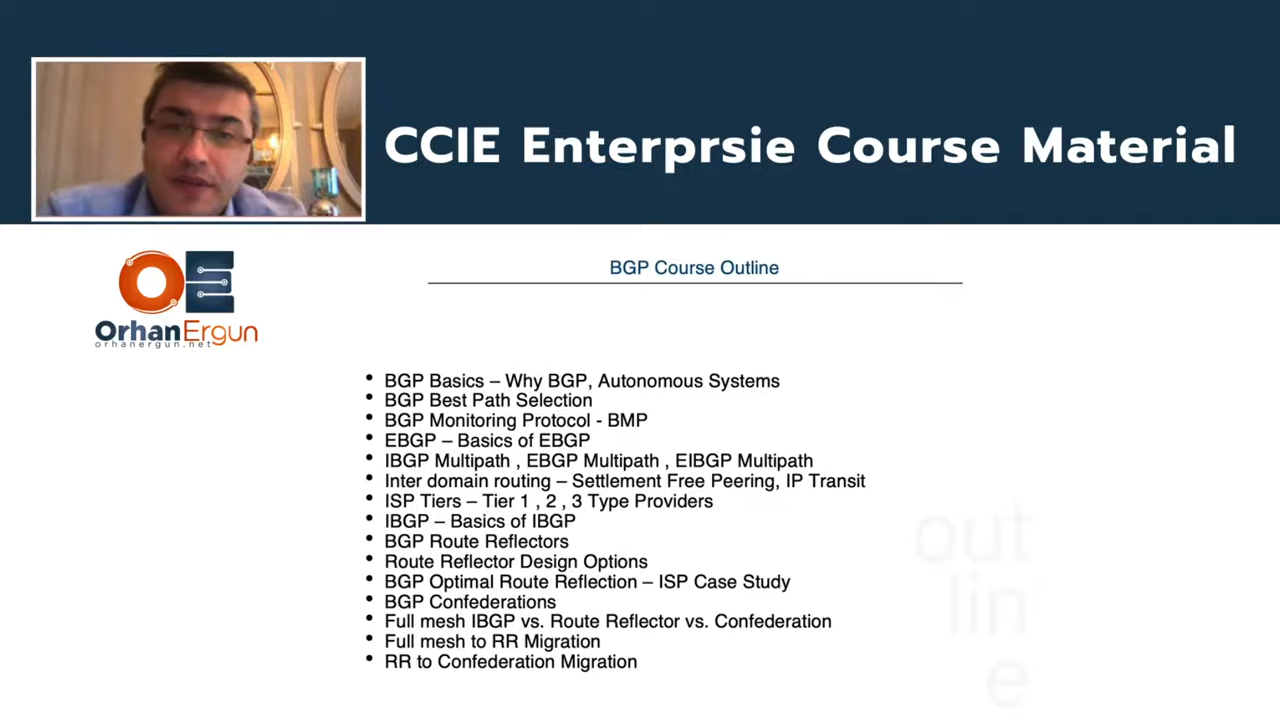 CCIE Enterprsie Course Material
OE
OrhanErgun
orhanergun.net
BGP Course Outline
• BGP Basics – Why BGP, Autonomous Systems
• BGP Best Path Selection
• BGP Monitoring Protocol - BMP
• EBGP – Basics of EBGP
• IBGP Multipath , EBGP Multipath , EIBGP Multipath
• Inter domain routing – Settlement Free Peering, IP Transit
• ISP Tiers – Tier 1 , 2 , 3 Type Providers
• IBGP – Basics of IBGP
• BGP Route Reflectors
• Route Reflector Design Options
• BGP Optimal Route Reflection – ISP Case Study
• BGP Confederations
• Full mesh IBGP vs. Route Reflector vs. Confederation
• Full mesh to RR Migration
• RR to Confederation Migration
out
lin
e